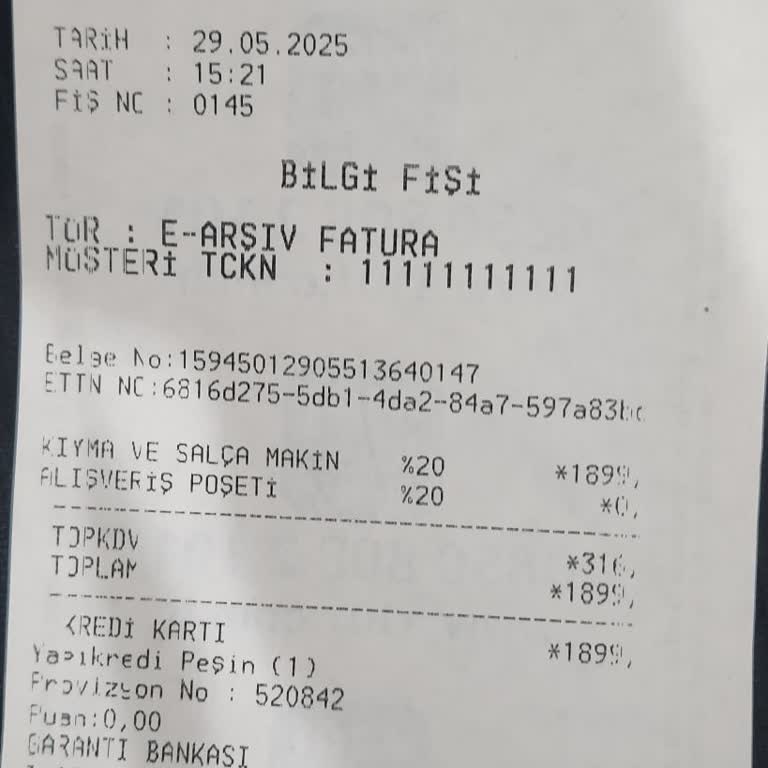 TARİH : 29.05.2025
SAAT : 15:21
FİŞ NO : 0145
BİLGİ FİŞİ
TÜR : E-ARŞIV FATURA
MÜŞTERİ TCKN : 11111111111
Belge No:15945012905513640147
ETTN NO:6816d275-5db1-4da2-84a7-597a83b
KIYMA VE SALÇA MAKİN %20 *1899,
ALIŞVERİŞ POŞETİ %20 *0,
TOPKDV *316,
TOPLAM *1899,
KREDİ KARTI *1899,
Yapıkredi Peşin (1)
Provizyon No : 520842
Puan:0,00
GARANTI BANKASI